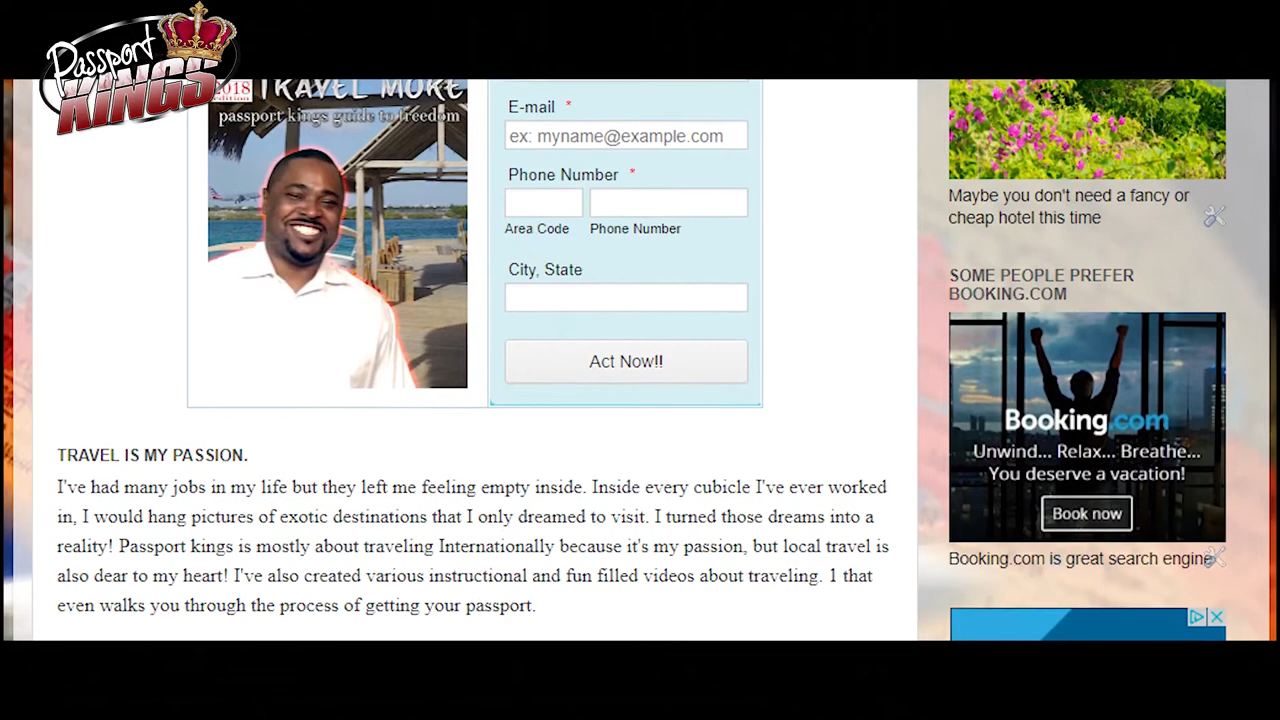 Passport
KINGS
2018
edition
TRAVEL MORE
passport kings guide to freedom
E-mail *
ex: myname@example.com
Phone Number *
Area Code Phone Number
City, State
Act Now!!
TRAVEL IS MY PASSION.
I've had many jobs in my life but they left me feeling empty inside. Inside every cubicle I've ever worked
in, I would hang pictures of exotic destinations that I only dreamed to visit. I turned those dreams into a
reality! Passport kings is mostly about traveling Internationally because it's my passion, but local travel is
also dear to my heart! I've also created various instructional and fun filled videos about traveling. 1 that
even walks you through the process of getting your passport.
Maybe you don't need a fancy or
cheap hotel this time
SOME PEOPLE PREFER
BOOKING.COM
Booking.com
Unwind... Relax... Breathe...
You deserve a vacation!
Book now
Booking.com is great search engine